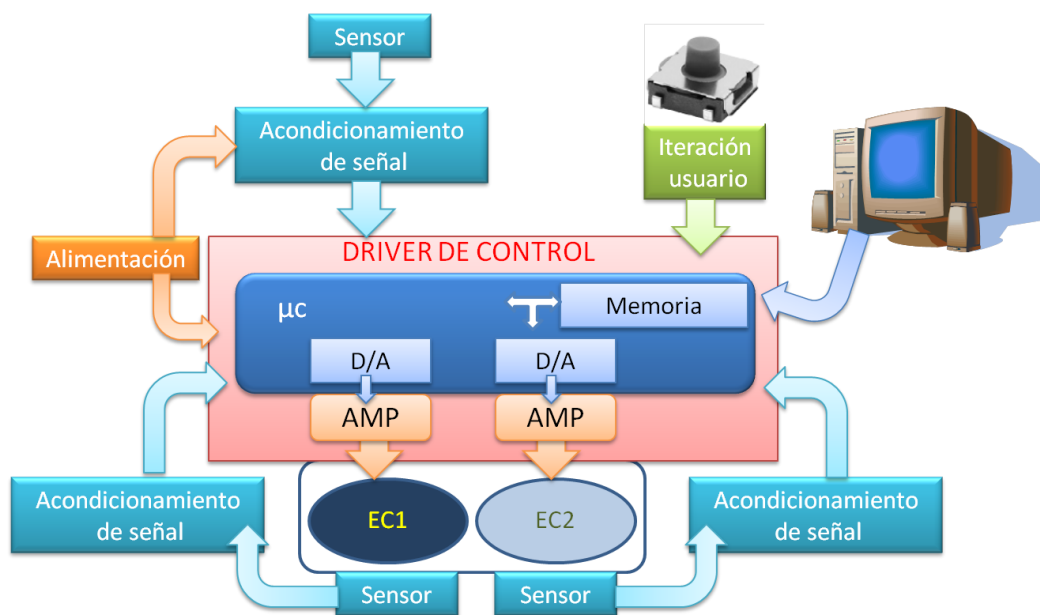 Sensor
Acondicionamiento
de señal
Iteración
usuario
Alimentación
DRIVER DE CONTROL
µc
Memoria
D/A
D/A
AMP
AMP
Acondicionamiento
de señal
EC1
EC2
Acondicionamiento
de señal
Sensor
Sensor